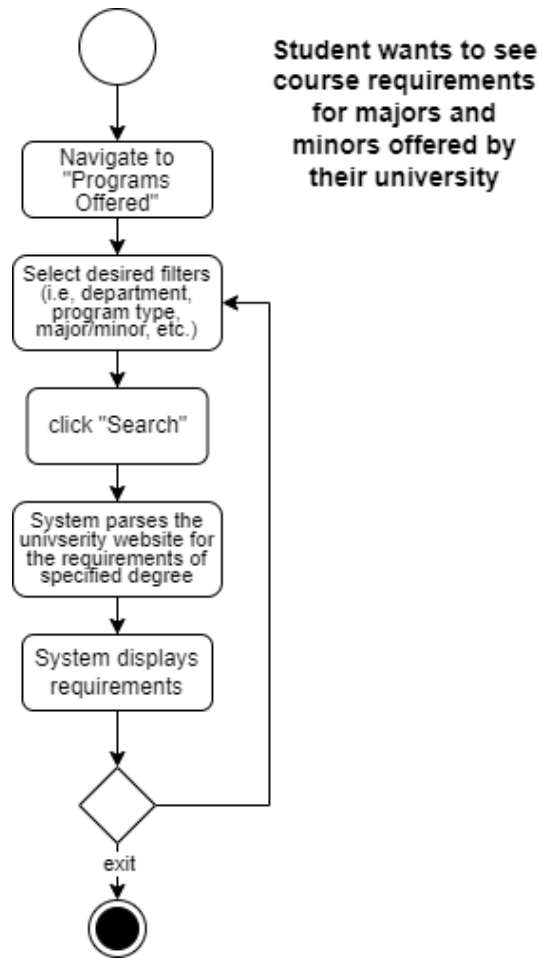 Student wants to see
course requirements
for majors and
minors offered by
their university
Navigate to
"Programs
Offered"
Select desired filters
(i.e, department,
program type,
major/minor, etc.)
click "Search"
System parses the
univserity website for
the requirements of
specified degree
System displays
requirements
exit